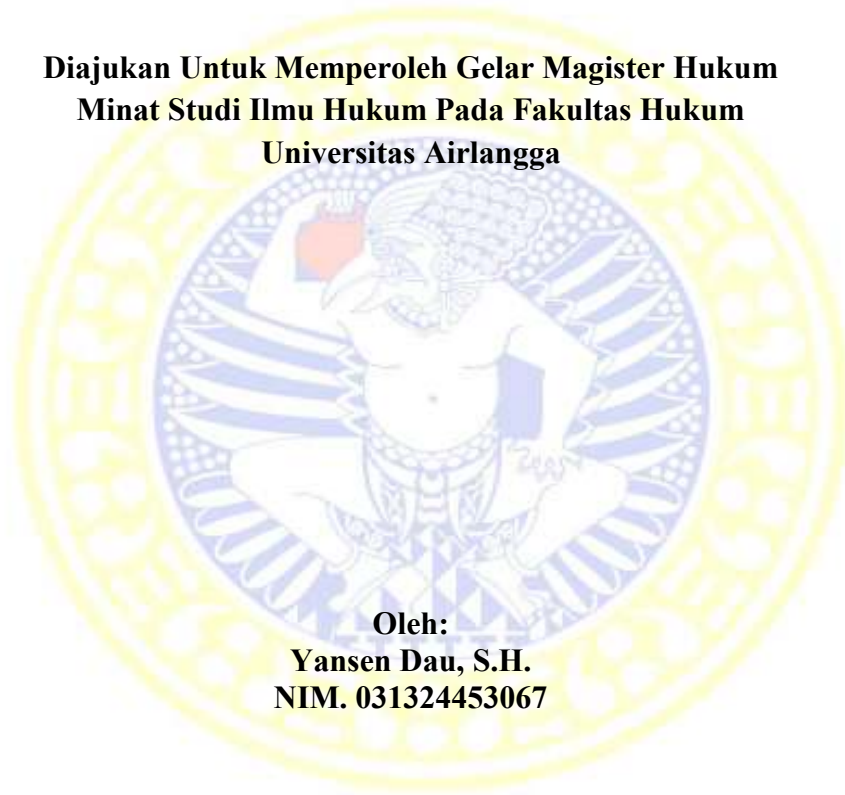 Diajukan Untuk Memperoleh Gelar Magister Hukum
Minat Studi Ilmu Hukum Pada Fakultas Hukum
Universitas Airlangga
Oleh:
Yansen Dau, S.H.
NIM. 031324453067